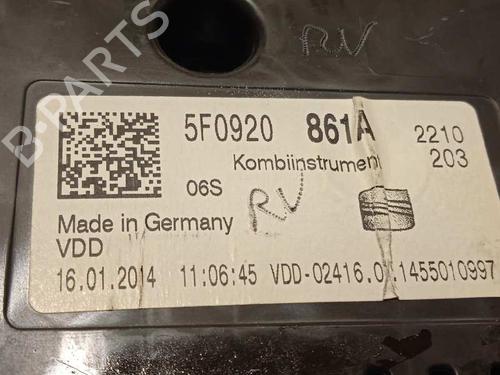 RV
5F0920 861A 2210
Kombiinstrument 203
06S
RV
Made in Germany
VDD
16.01.2014 11:06:45 VDD-02416.0 1455010997
B-PARTS